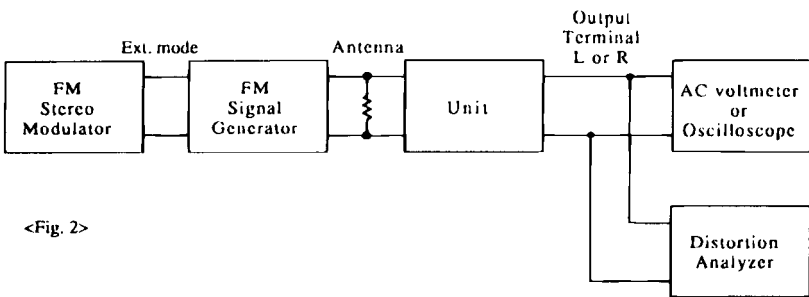 Output
Terminal
L or R
Ext. mode
Antenna
FM
Stereo
Modulator
FM
Signal
Generator
Unit
AC voltmeter
or
Oscilloscope
<Fig. 2>
Distortion
Analyzer